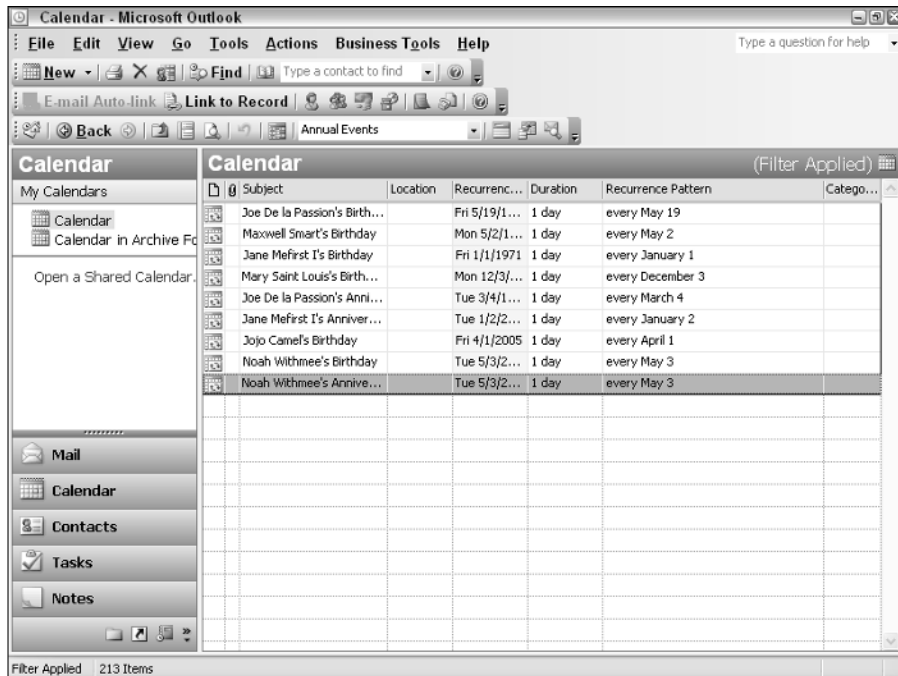 Calendar - Microsoft Outlook
File Edit View Go Tools Actions Business Tools Help Type a question for help
New Find Type a contact to find
E-mail Auto-link Link to Record
Back Annual Events
Calendar
My Calendars
Calendar
Calendar in Archive Fo
Open a Shared Calendar.
Mail
Calendar
Contacts
Tasks
Notes
Calendar (Filter Applied)
Subject Location Recurrenc... Duration Recurrence Pattern Catego...
Joe De la Passion's Birth... Fri 5/19/1... 1 day every May 19
Maxwell Smart's Birthday Mon 5/2/1... 1 day every May 2
Jane Mefirst I's Birthday Fri 1/1/1971 1 day every January 1
Mary Saint Louis's Birth... Mon 12/3/... 1 day every December 3
Joe De la Passion's Anni... Tue 3/4/1... 1 day every March 4
Jane Mefirst I's Anniver... Tue 1/2/2... 1 day every January 2
Jojo Camel's Birthday Fri 4/1/2005 1 day every April 1
Noah Withmee's Birthday Tue 5/3/2... 1 day every May 3
Noah Withmee's Annive... Tue 5/3/2... 1 day every May 3
Filter Applied 213 Items